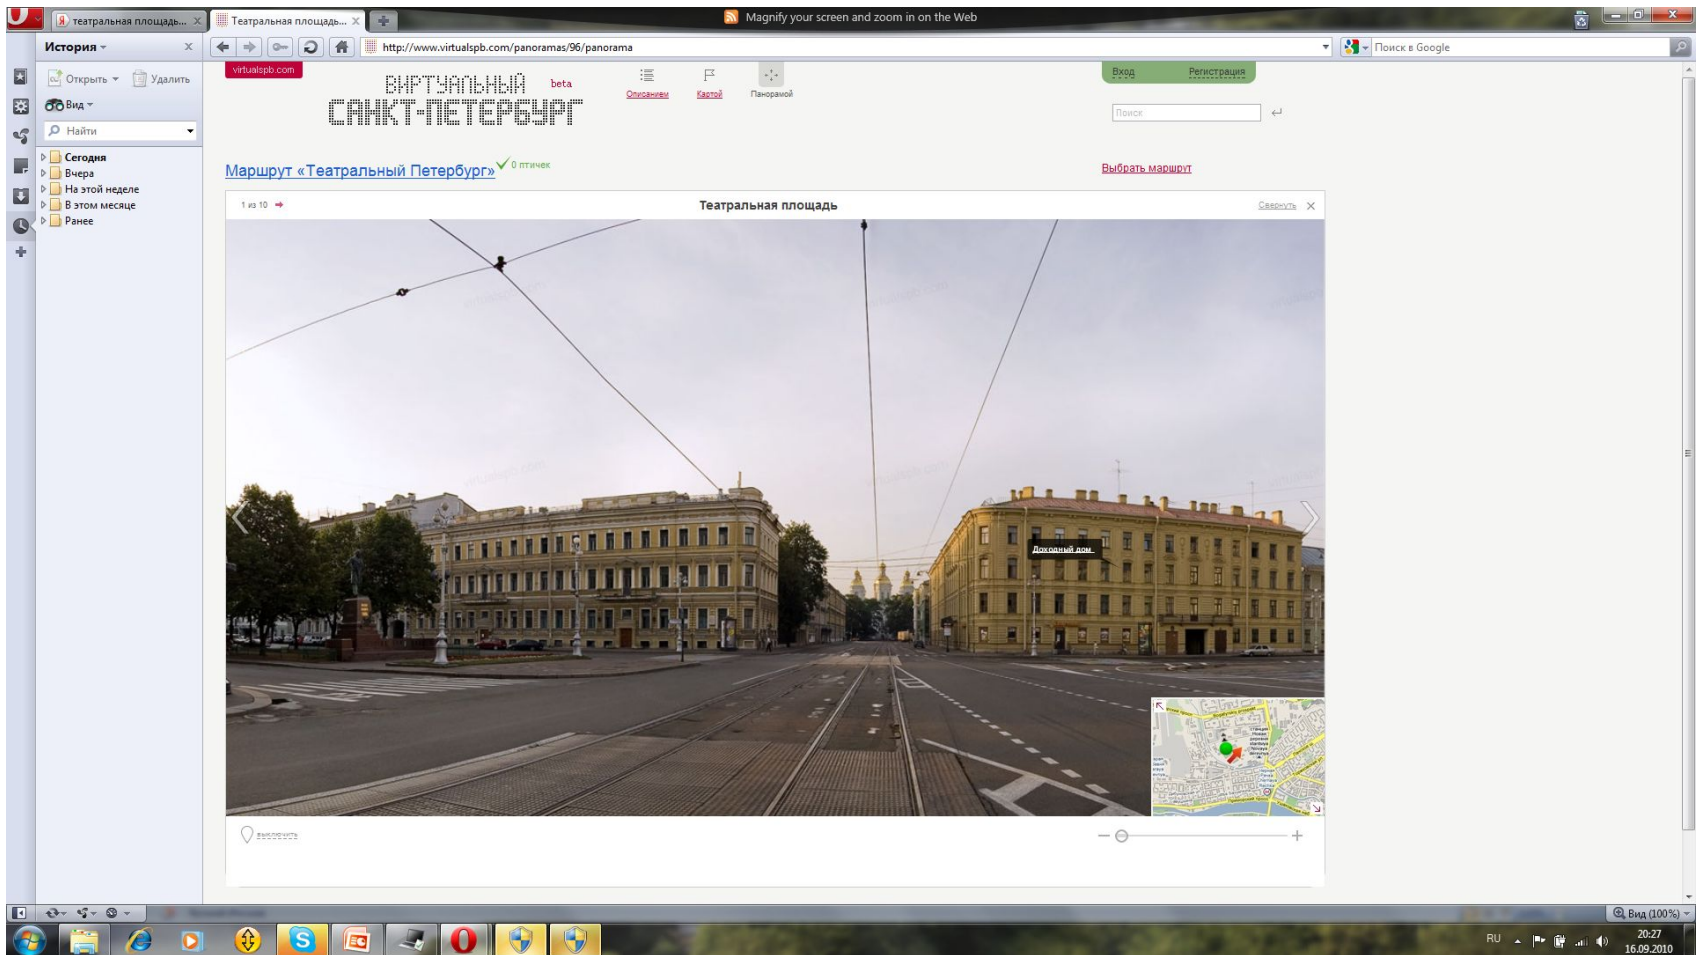 театральная площадь...
Театральная площадь...
Magnify your screen and zoom in on the Web
История
http://www.virtualspb.com/panoramas/96/panorama
Поиск в Google
Открыть
Удалить
Вид
Найти
Сегодня
Вчера
На этой неделе
В этом месяце
Ранее
virtualspb.com
ВИРТУАЛЬНЫЙ beta
САНКТ-ПЕТЕРБУРГ
Описанием
Картой
Панорамой
Вход
Регистрация
Поиск
Маршрут «Театральный Петербург» 0 птичек
Выбрать маршрут
1 из 10
Театральная площадь
Свернуть
Доходный дом
выключить
Вид (100%)
RU
20:27
16.09.2010